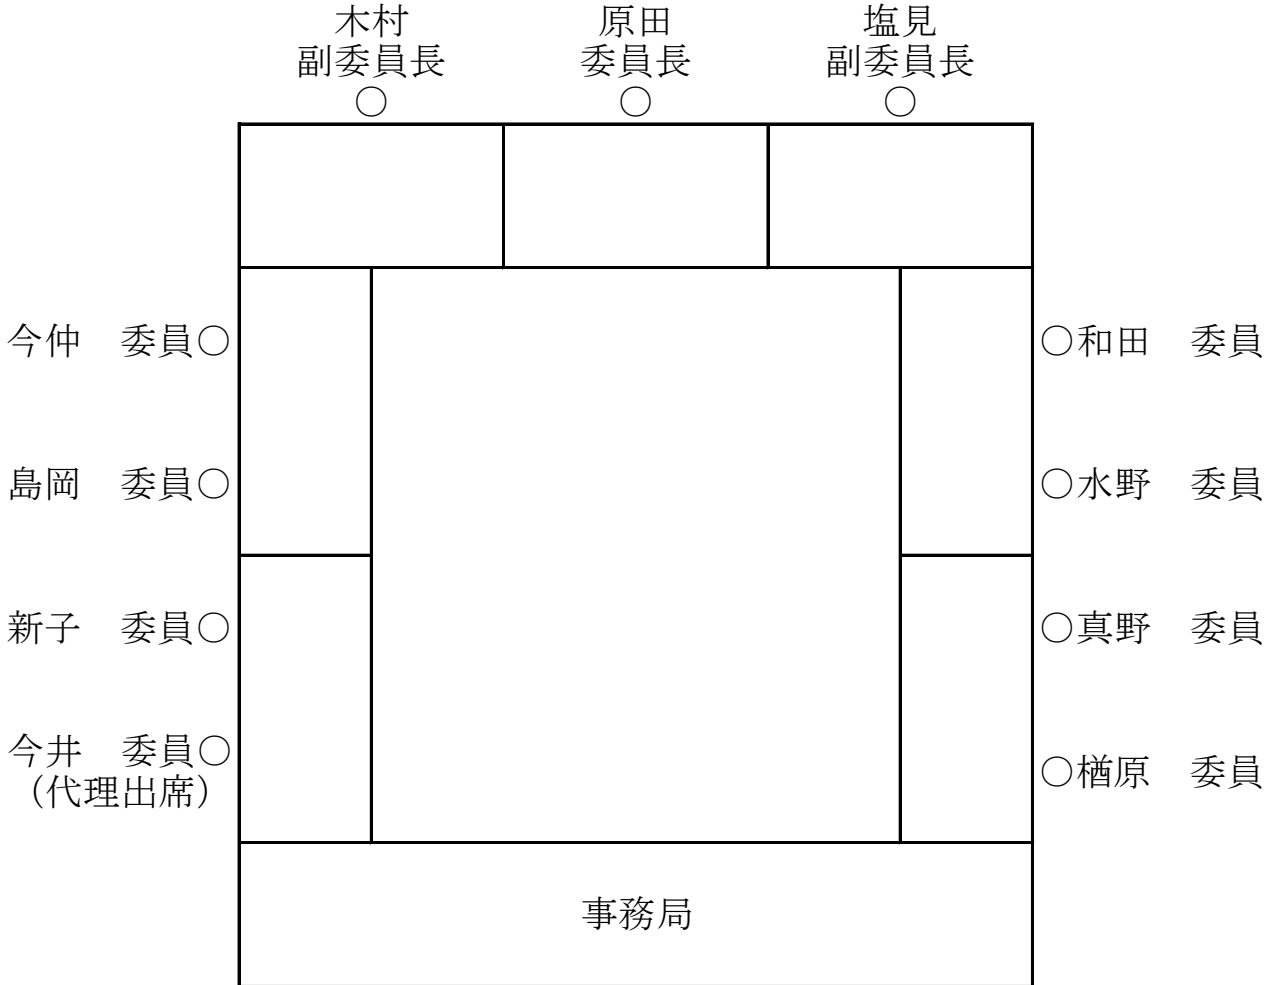 木村
副委員長
○
原田
委員長
○
塩見
副委員長
○
今仲　委員○
○和田　委員
島岡　委員○
○水野　委員
新子　委員○
○真野　委員
今井　委員○
（代理出席）
○楢原　委員
事務局